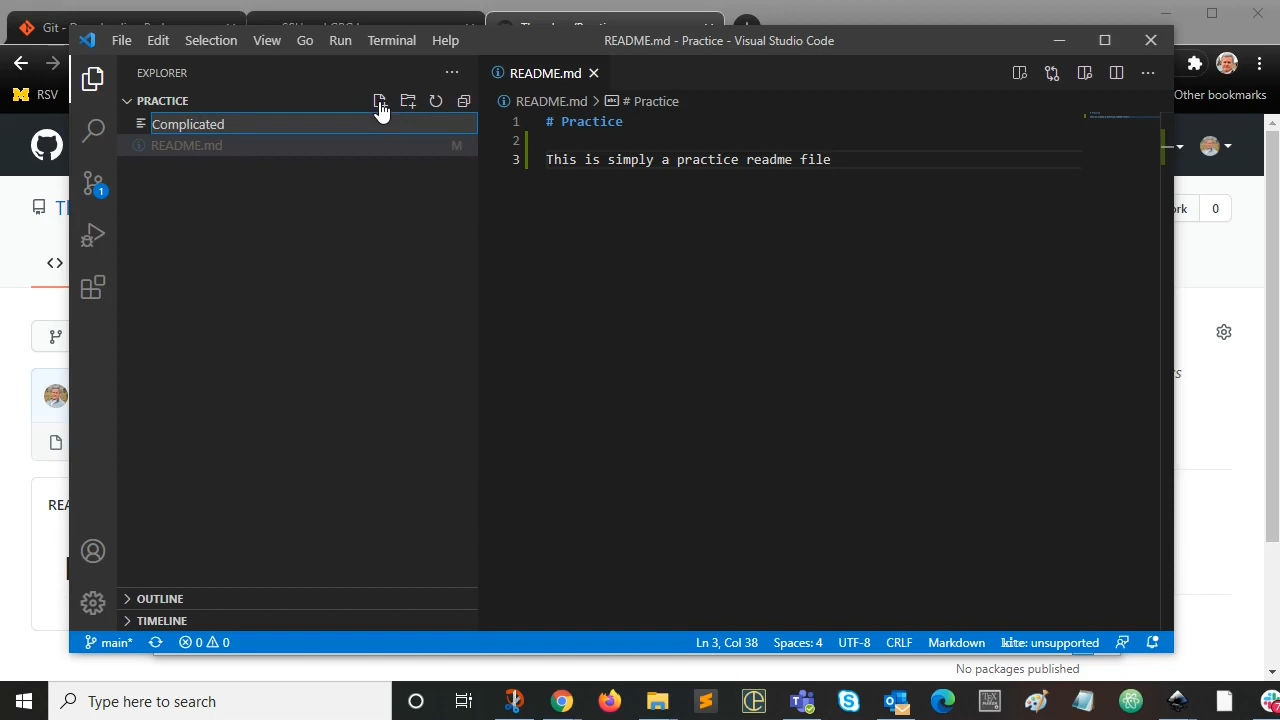 Git -
File Edit Selection View Go Run Terminal Help
README.md - Practice - Visual Studio Code
RSV
Other bookmarks
EXPLORER
README.md
PRACTICE
README.md > # Practice
Complicated
1 # Practice
README.md M
2
3 This is simply a practice readme file
1
ork 0
OUTLINE
TIMELINE
main* 0 0 Ln 3, Col 38 Spaces: 4 UTF-8 CRLF Markdown kite: unsupported
No packages published
Type here to search